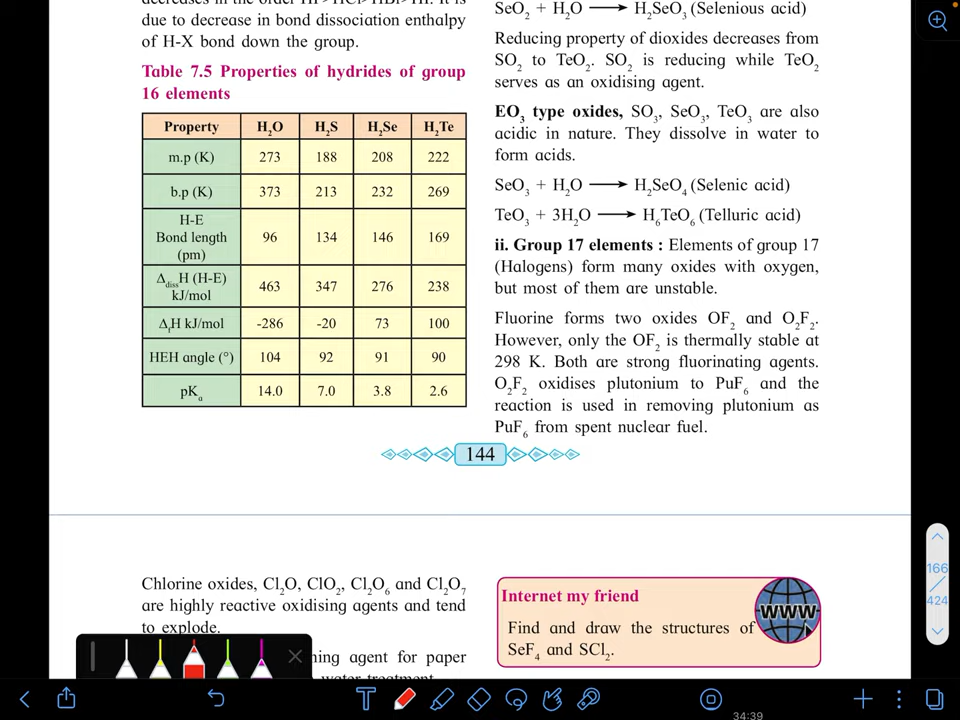 decreases in the order HF>HCl>HBr>HI. It is
due to decrease in bond dissociation enthalpy
of H-X bond down the group.
Table 7.5 Properties of hydrides of group
16 elements
Property H₂O H₂S H₂Se H₂Te
m.p (K) 273 188 208 222
b.p (K) 373 213 232 269
H-E
Bond length
(pm) 96 134 146 169
Δdiss H (H-E)
kJ/mol 463 347 276 238
ΔfH kJ/mol -286 -20 73 100
HEH angle (°) 104 92 91 90
pKa 14.0 7.0 3.8 2.6
SeO₂ + H₂O ⟶ H₂SeO₃ (Selenious acid)
Reducing property of dioxides decreases from
SO₂ to TeO₂. SO₂ is reducing while TeO₂
serves as an oxidising agent.
EO₃ type oxides, SO₃, SeO₃, TeO₃ are also
acidic in nature. They dissolve in water to
form acids.
SeO₃ + H₂O ⟶ H₂SeO₄ (Selenic acid)
TeO₃ + 3H₂O ⟶ H₆TeO₆ (Telluric acid)
ii. Group 17 elements : Elements of group 17
(Halogens) form many oxides with oxygen,
but most of them are unstable.
Fluorine forms two oxides OF₂ and O₂F₂.
However, only the OF₂ is thermally stable at
298 K. Both are strong fluorinating agents.
O₂F₂ oxidises plutonium to PuF₆ and the
reaction is used in removing plutonium as
PuF₆ from spent nuclear fuel.
144
Chlorine oxides, Cl₂O, ClO₂, Cl₂O₆ and Cl₂O₇
are highly reactive oxidising agents and tend
to explode.
agent for paper
Internet my friend
www
Find and draw the structures of
SeF₄ and SCl₂.
166
424
T
34:39